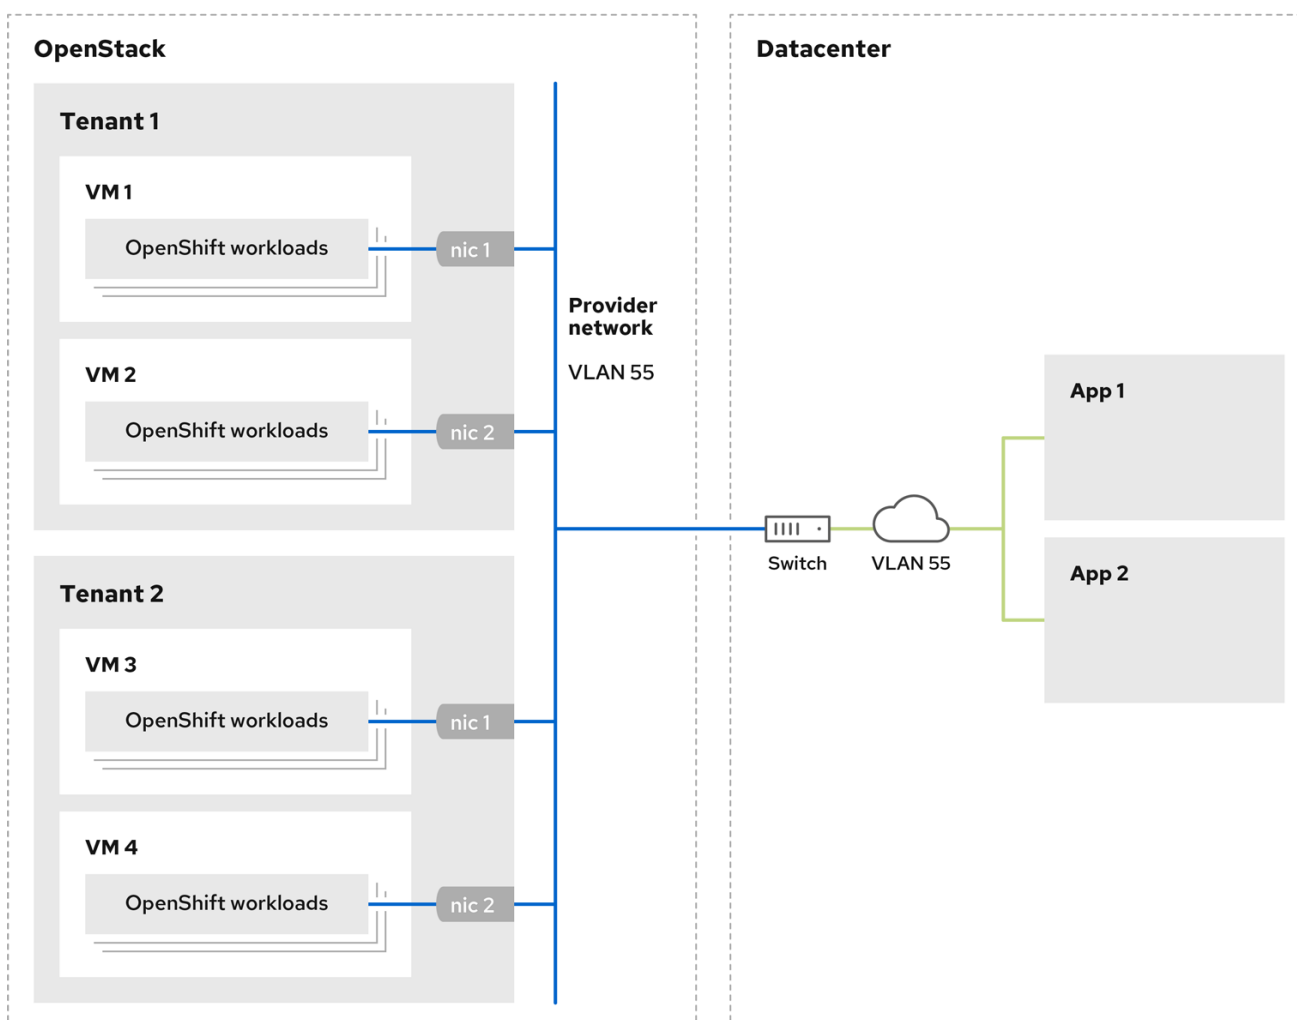 OpenStack
Tenant 1
VM 1
OpenShift workloads
nic 1
VM 2
OpenShift workloads
nic 2
Provider
network
VLAN 55
Tenant 2
VM 3
OpenShift workloads
nic 1
VM 4
OpenShift workloads
nic 2
Datacenter
Switch
VLAN 55
App 1
App 2